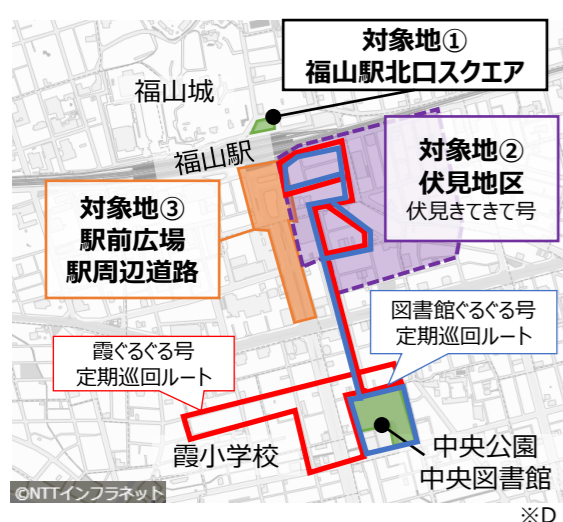 対象地①
福山駅北口スクエア
福山城
福山駅
対象地②
伏見地区
伏見きてきて号
対象地③
駅前広場
駅周辺道路
図書館ぐるぐる号
定期巡回ルート
霞ぐるぐる号
定期巡回ルート
霞小学校
中央公園
中央図書館
©NTTインフラネット
※D